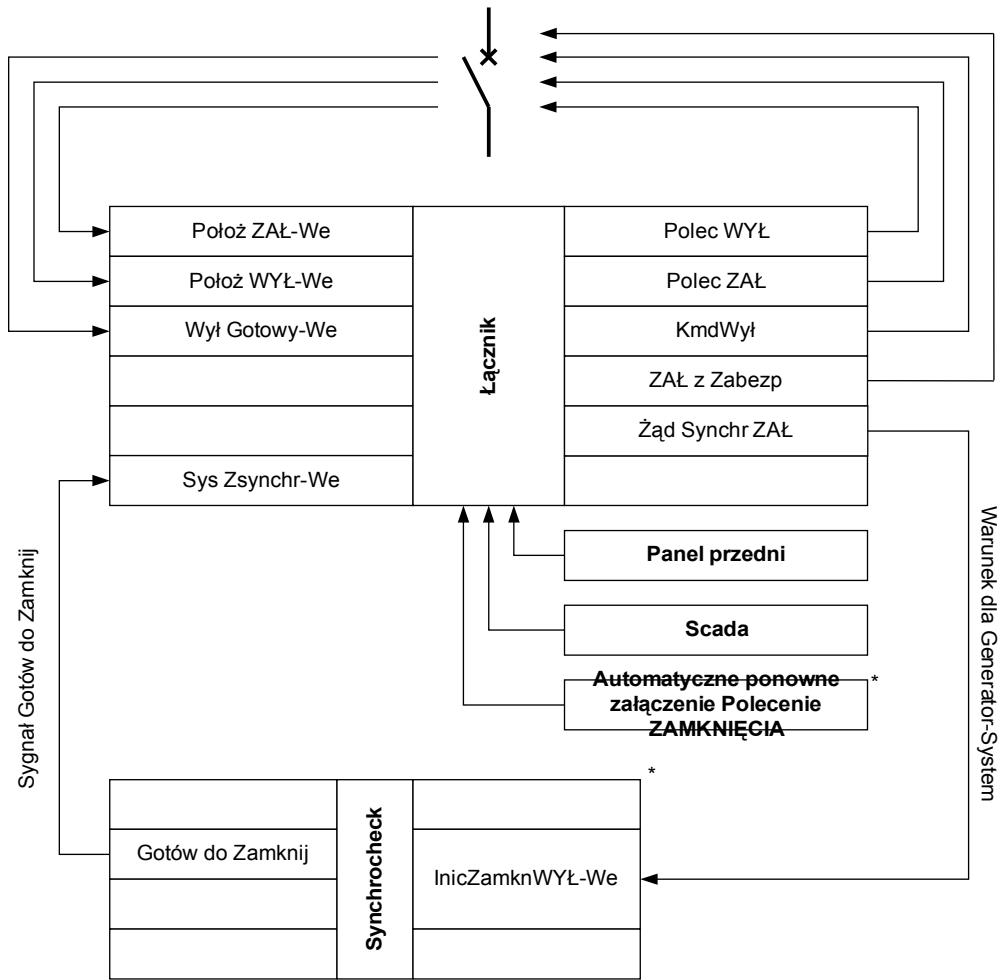 Położ ZAŁ-We
Polec WYŁ
Położ WYŁ-We
Polec ZAŁ
Wył Gotowy-We
KmdWył
Łącznik
ZAŁ z Zabezp
Żąd Synchr ZAŁ
Sys Zsynchr-We
Panel przedni
Scada
Automatyczne ponowne
załączenie Polecenie
ZAMKNIĘCIA
*
Sygnał Gotów do Zamknij
Warunek dla Generator-System
*
Gotów do Zamknij
Synchrocheck
InicZamknWYŁ-We